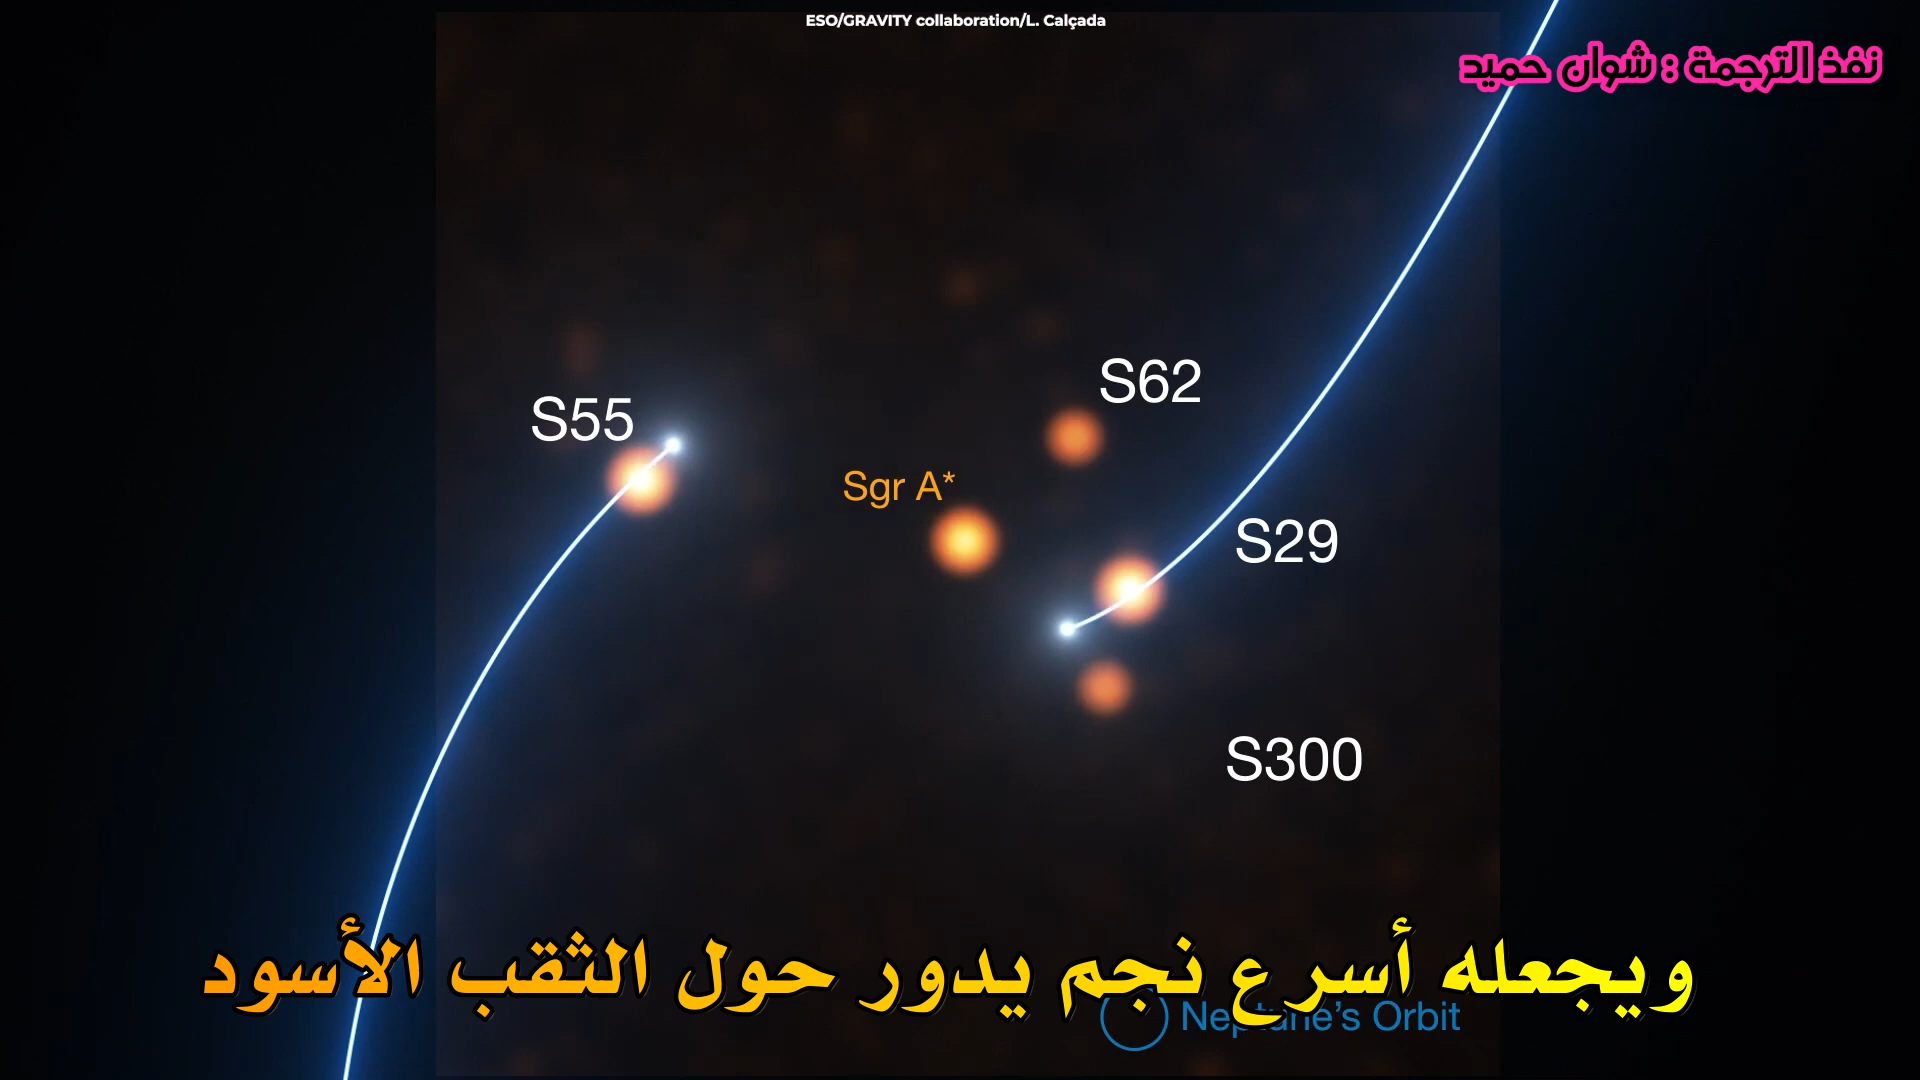 ESO/GRAVITY collaboration/L. Calçada
نفذ الترجمة : شوان حميد
S62
S55
Sgr A*
S29
S300
ويجعله أسرع نجم يدور حول الثقب الأسود
Neptune's Orbit